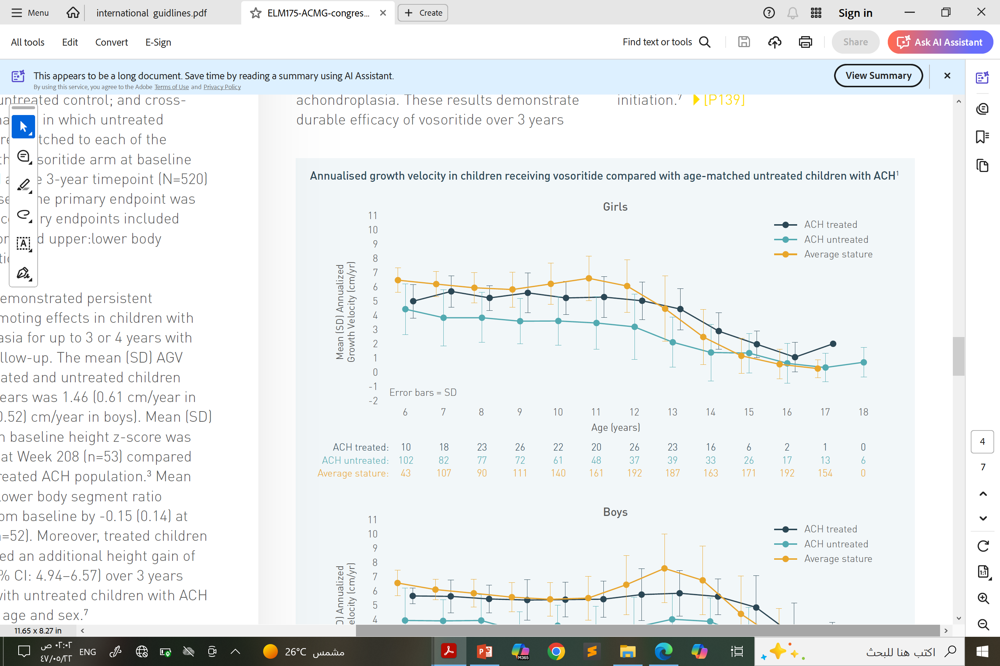 Menu
international guidlines.pdf
ELM175-ACMG-congres...
Create
Sign in
All tools
Edit
Convert
E-Sign
Find text or tools
Share
Ask AI Assistant
This appears to be a long document. Save time by reading a summary using AI Assistant.
By using this service, you agree to the Adobe Terms of Use and Privacy Policy
View Summary
untreated control; and cross-
in which untreated
tched to each of the
soritide arm at baseline
3-year timepoint (N=520)
primary endpoint was
ry endpoints included
upper:lower body
emonstrated persistent
moting effects in children with
asia for up to 3 or 4 years with
llow-up. The mean (SD) AGV
ated and untreated children
ears was 1.46 (0.61 cm/year in
0.52) cm/year in boys). Mean (SD)
n baseline height z-score was
at Week 208 (n=53) compared
reated ACH population.³ Mean
lower body segment ratio
om baseline by -0.15 (0.14) at
n=52). Moreover, treated children
ed an additional height gain of
% CI: 4.94–6.57) over 3 years
with untreated children with ACH
age and sex.⁷
achondroplasia. These results demonstrate
durable efficacy of vosoritide over 3 years
initiation.⁷ [P139]
Annualised growth velocity in children receiving vosoritide compared with age-matched untreated children with ACH¹
Girls
11
10
9
8
7
6
5
4
3
2
1
0
-1
-2
Mean (SD) Annualized
Growth Velocity (cm/yr)
ACH treated
ACH untreated
Average stature
Error bars = SD
6 7 8 9 10 11 12 13 14 15 16 17 18
Age (years)
ACH treated: 10 18 23 26 22 20 26 23 16 6 2 1 0
ACH untreated: 102 82 77 72 61 48 37 39 33 26 17 13 6
Average stature: 43 107 90 111 140 161 192 187 163 171 192 154 0
Boys
11
10
9
8
7
6
5
4
D) Annualized
elocity (cm/yr)
ACH treated
ACH untreated
Average stature
4
7
11.65 x 8.27 in
٠٢:٠٢ ص
٤٧/٠٥/٢٢
ENG
26°C مشمس
M365
اكتب هنا للبحث